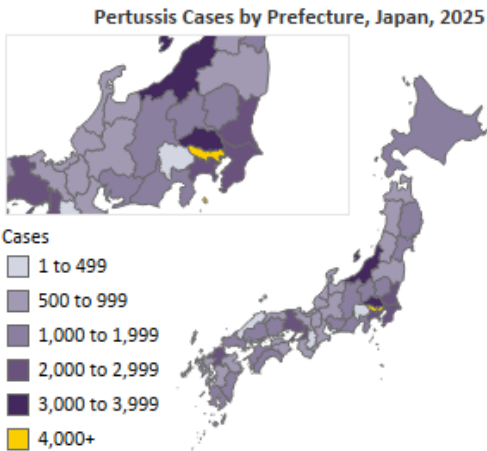 Pertussis Cases by Prefecture, Japan, 2025
Cases
1 to 499
500 to 999
1,000 to 1,999
2,000 to 2,999
3,000 to 3,999
4,000+